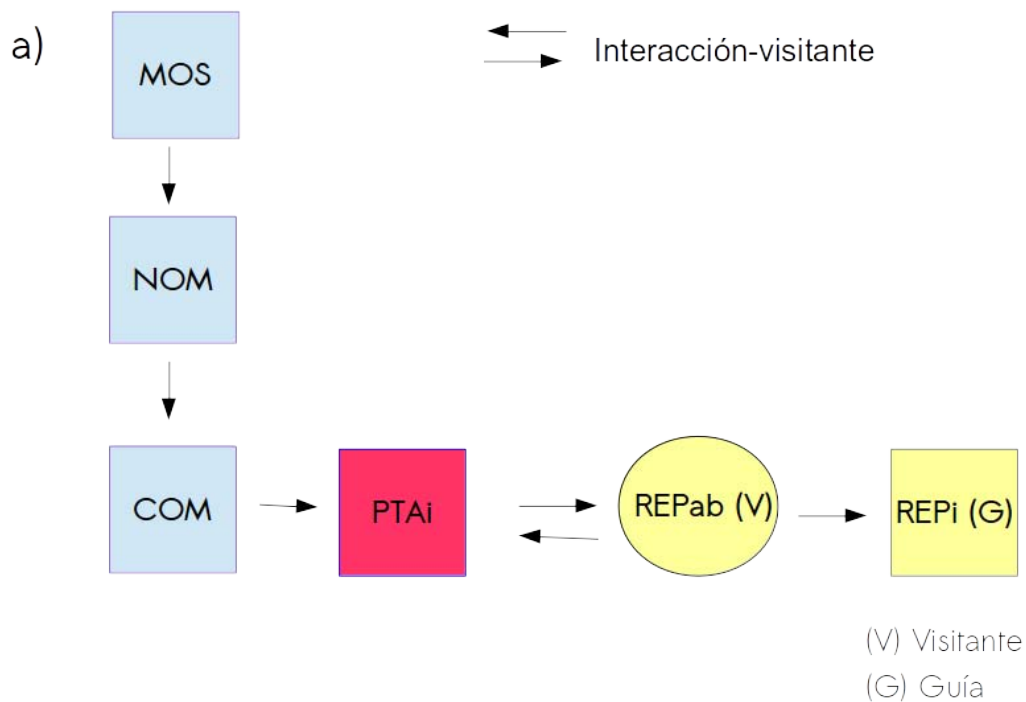 a)
MOS
Interacción-visitante
NOM
COM
PTAi
REPab (V)
REPi (G)
(V) Visitante
(G) Guía